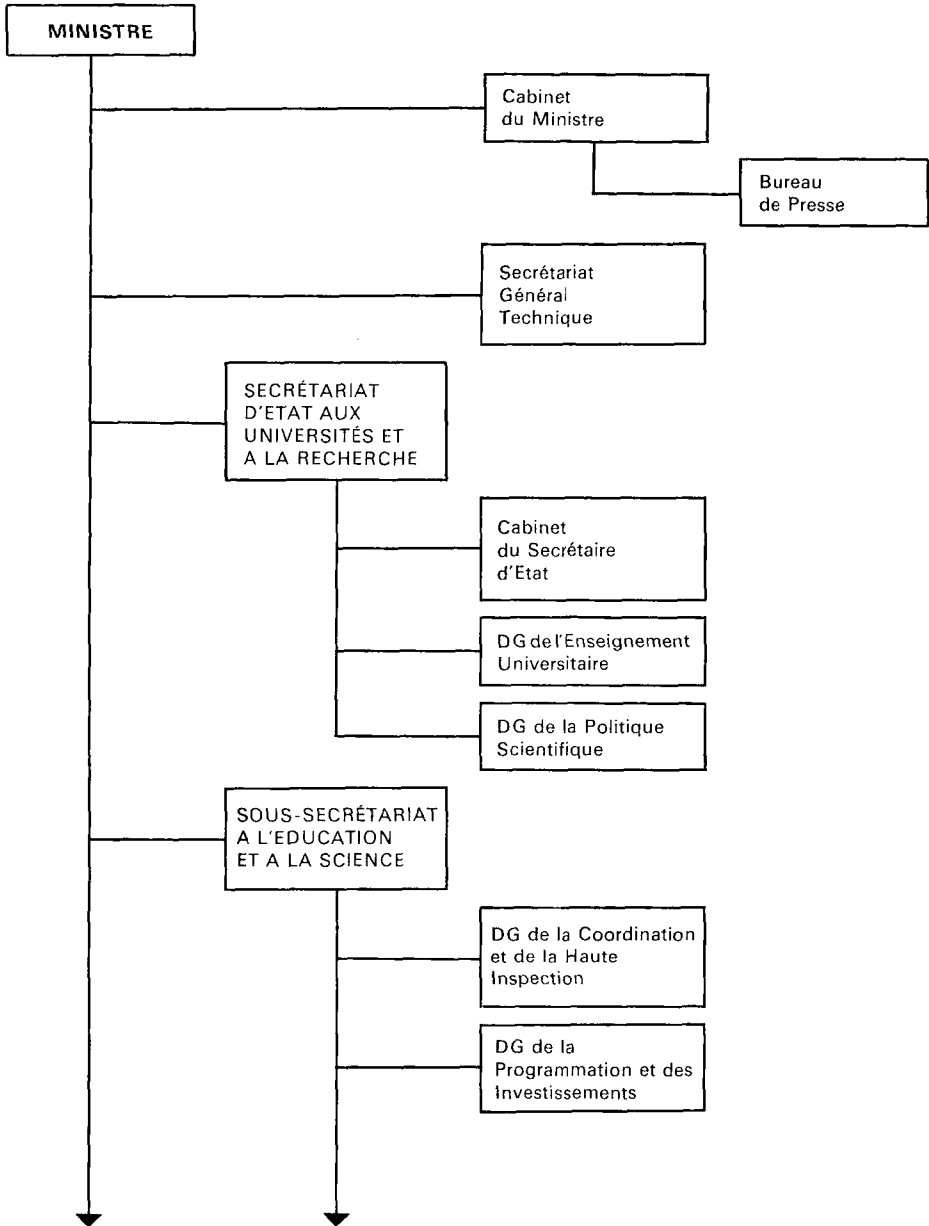 MINISTRE
Cabinet
du Ministre
Bureau
de Presse
Secrétariat
Général
Technique
SECRÉTARIAT
D'ETAT AUX
UNIVERSITÉS ET
A LA RECHERCHE
Cabinet
du Secrétaire
d'Etat
DG de l'Enseignement
Universitaire
DG de la Politique
Scientifique
SOUS-SECRÉTARIAT
A L'EDUCATION
ET A LA SCIENCE
DG de la Coordination
et de la Haute
Inspection
DG de la
Programmation et des
Investissements